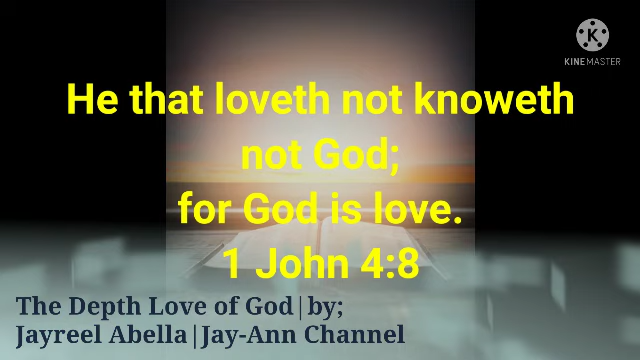 KINEMASTER
He that loveth not knoweth
not God;
for God is love.
1 John 4:8
The Depth Love of God|by;
Jayreel Abella|Jay-Ann Channel